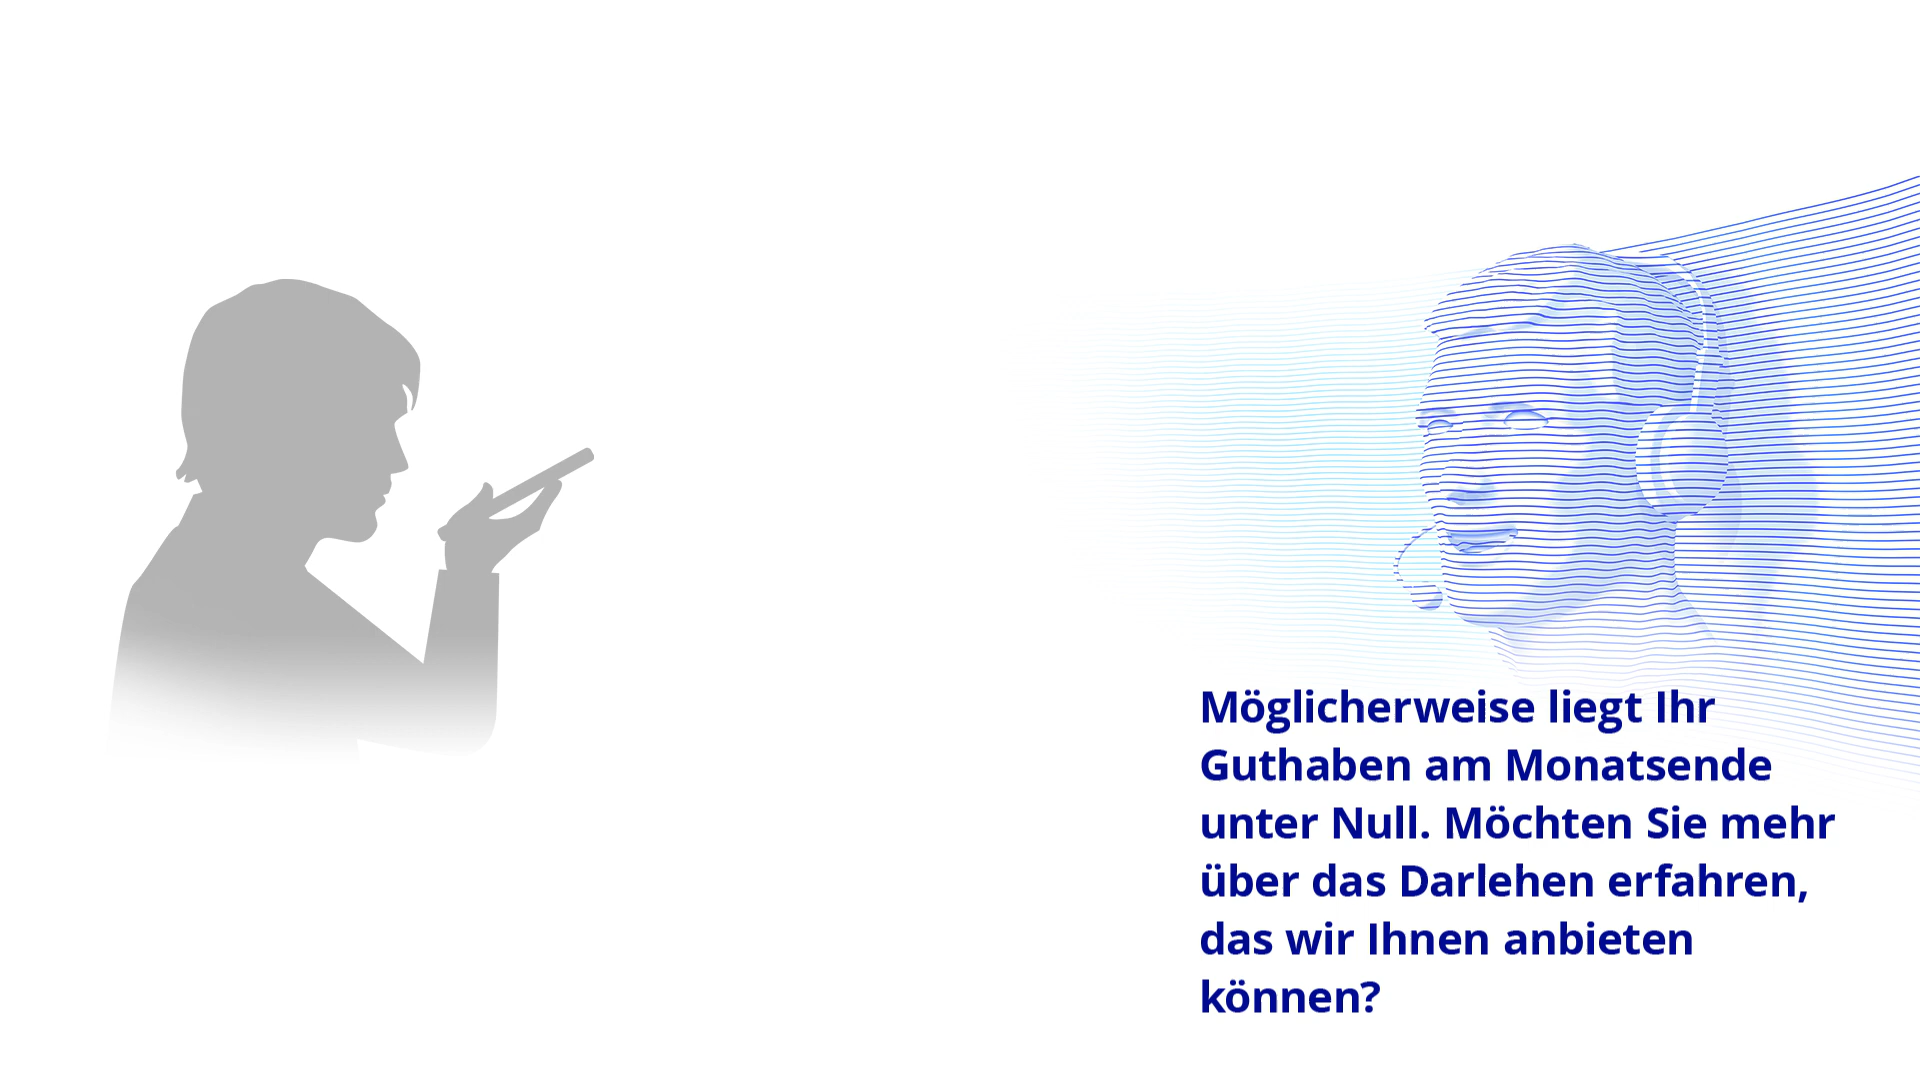 Möglicherweise liegt Ihr
Guthaben am Monatsende
unter Null. Möchten Sie mehr
über das Darlehen erfahren,
das wir Ihnen anbieten
können?